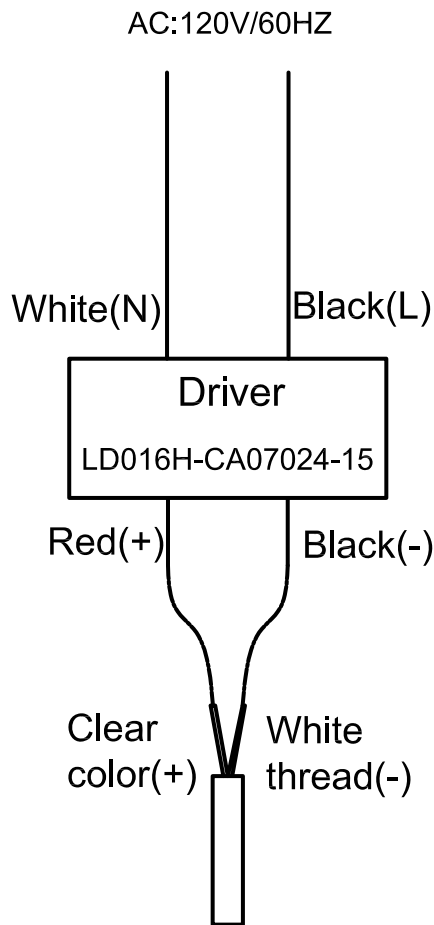 AC:120V/60HZ
White(N)
Black(L)
Driver
LD016H-CA07024-15
Red(+)
Black(-)
Clear
color(+)
White
thread(-)